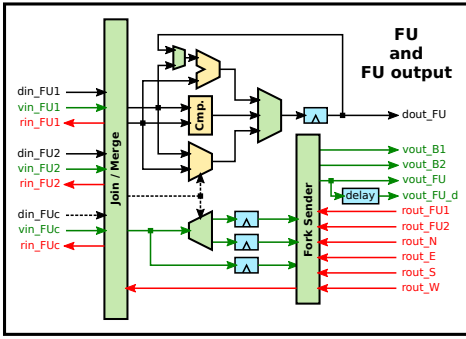 FU
and
FU output
din_FU1
vin_FU1
rin_FU1
din_FU2
vin_FU2
rin_FU2
din_FUc
vin_FUc
rin_FUc
Join / Merge
Cmp.
Fork Sender
delay
dout_FU
vout_B1
vout_B2
vout_FU
vout_FU_d
rout_FU1
rout_FU2
rout_N
rout_E
rout_S
rout_W